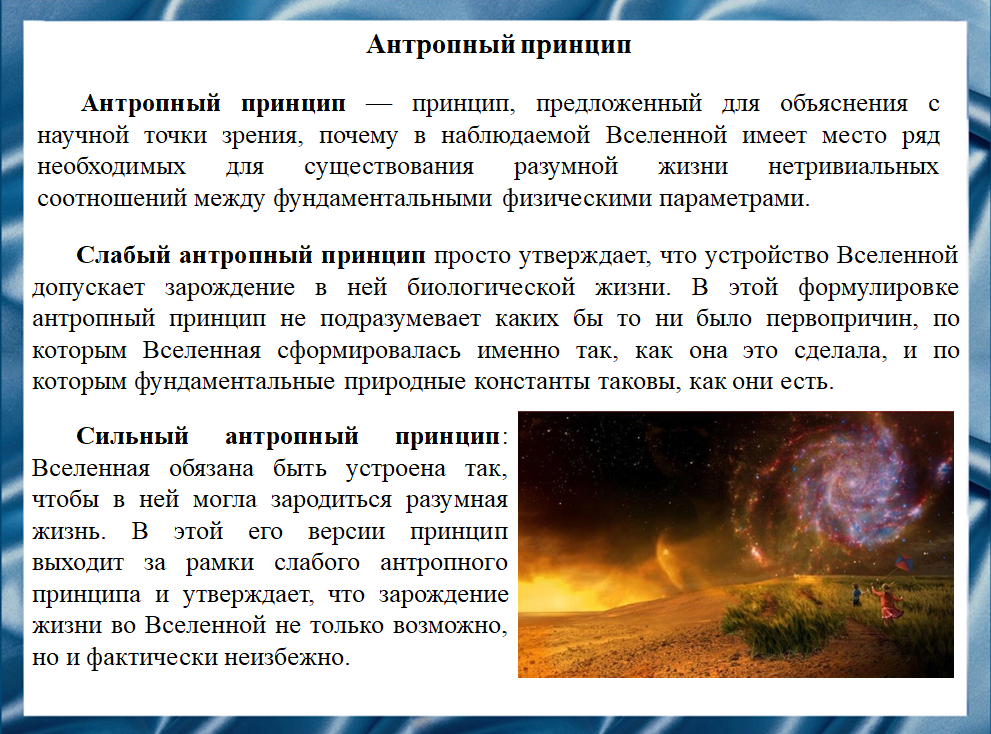 Антропный принцип
Антропный принцип — принцип, предложенный для объяснения с
научной точки зрения, почему в наблюдаемой Вселенной имеет место ряд
необходимых для существования разумной жизни нетривиальных
соотношений между фундаментальными физическими параметрами.
Слабый антропный принцип просто утверждает, что устройство Вселенной
допускает зарождение в ней биологической жизни. В этой формулировке
антропный принцип не подразумевает каких бы то ни было первопричин, по
которым Вселенная сформировалась именно так, как она это сделала, и по
которым фундаментальные природные константы таковы, как они есть.
Сильный антропный принцип:
Вселенная обязана быть устроена так,
чтобы в ней могла зародиться разумная
жизнь. В этой его версии принцип
выходит за рамки слабого антропного
принципа и утверждает, что зарождение
жизни во Вселенной не только возможно,
но и фактически неизбежно.